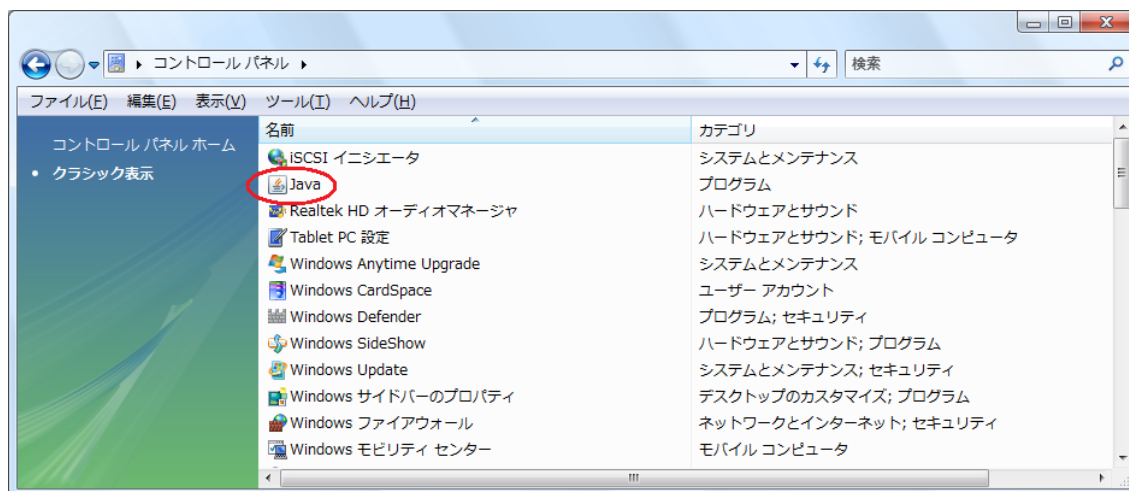 コントロール パネル
検索
ファイル(F) 編集(E) 表示(V) ツール(T) ヘルプ(H)
コントロール パネル ホーム
• クラシック表示
名前 カテゴリ
iSCSI イニシエータ システムとメンテナンス
Java プログラム
Realtek HD オーディオマネージャ ハードウェアとサウンド
Tablet PC 設定 ハードウェアとサウンド; モバイル コンピュータ
Windows Anytime Upgrade システムとメンテナンス
Windows CardSpace ユーザー アカウント
Windows Defender プログラム; セキュリティ
Windows SideShow ハードウェアとサウンド; プログラム
Windows Update システムとメンテナンス; セキュリティ
Windows サイドバーのプロパティ デスクトップのカスタマイズ; プログラム
Windows ファイアウォール ネットワークとインターネット; セキュリティ
Windows モビリティ センター モバイル コンピュータ